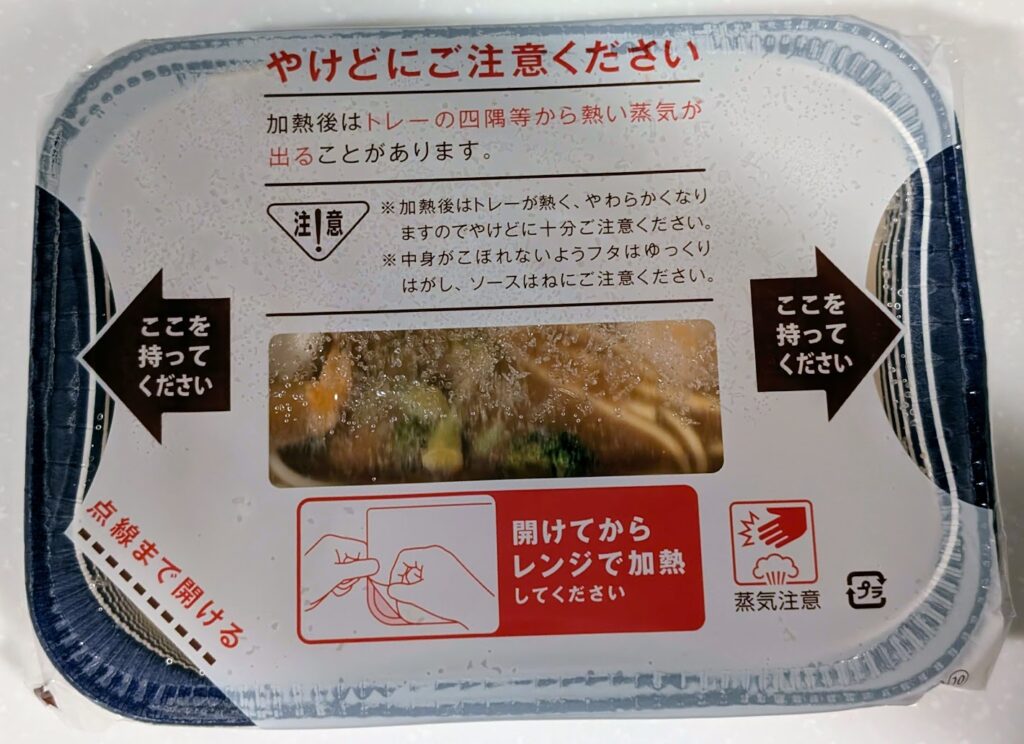 やけどにご注意ください
加熱後はトレーの四隅等から熱い蒸気が
出ることがあります。
注!意
※加熱後はトレーが熱く、やわらかくなり
ますのでやけどに十分ご注意ください。
※中身がこぼれないようフタはゆっくり
はがし、ソースはねにご注意ください。
ここを
持って
ください
ここを
持って
ください
点線まで開ける
開けてから
レンジで加熱
してください
蒸気注意
プラ
10